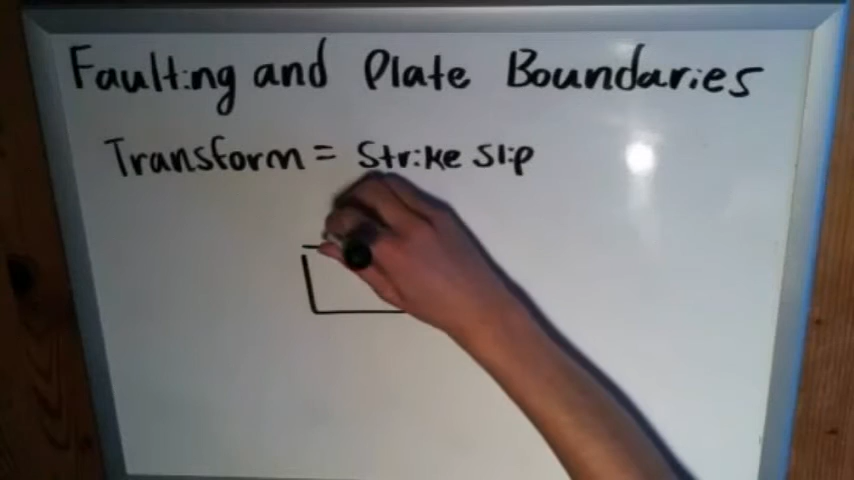 Faulting and Plate Boundaries
Transform = Strike Slip